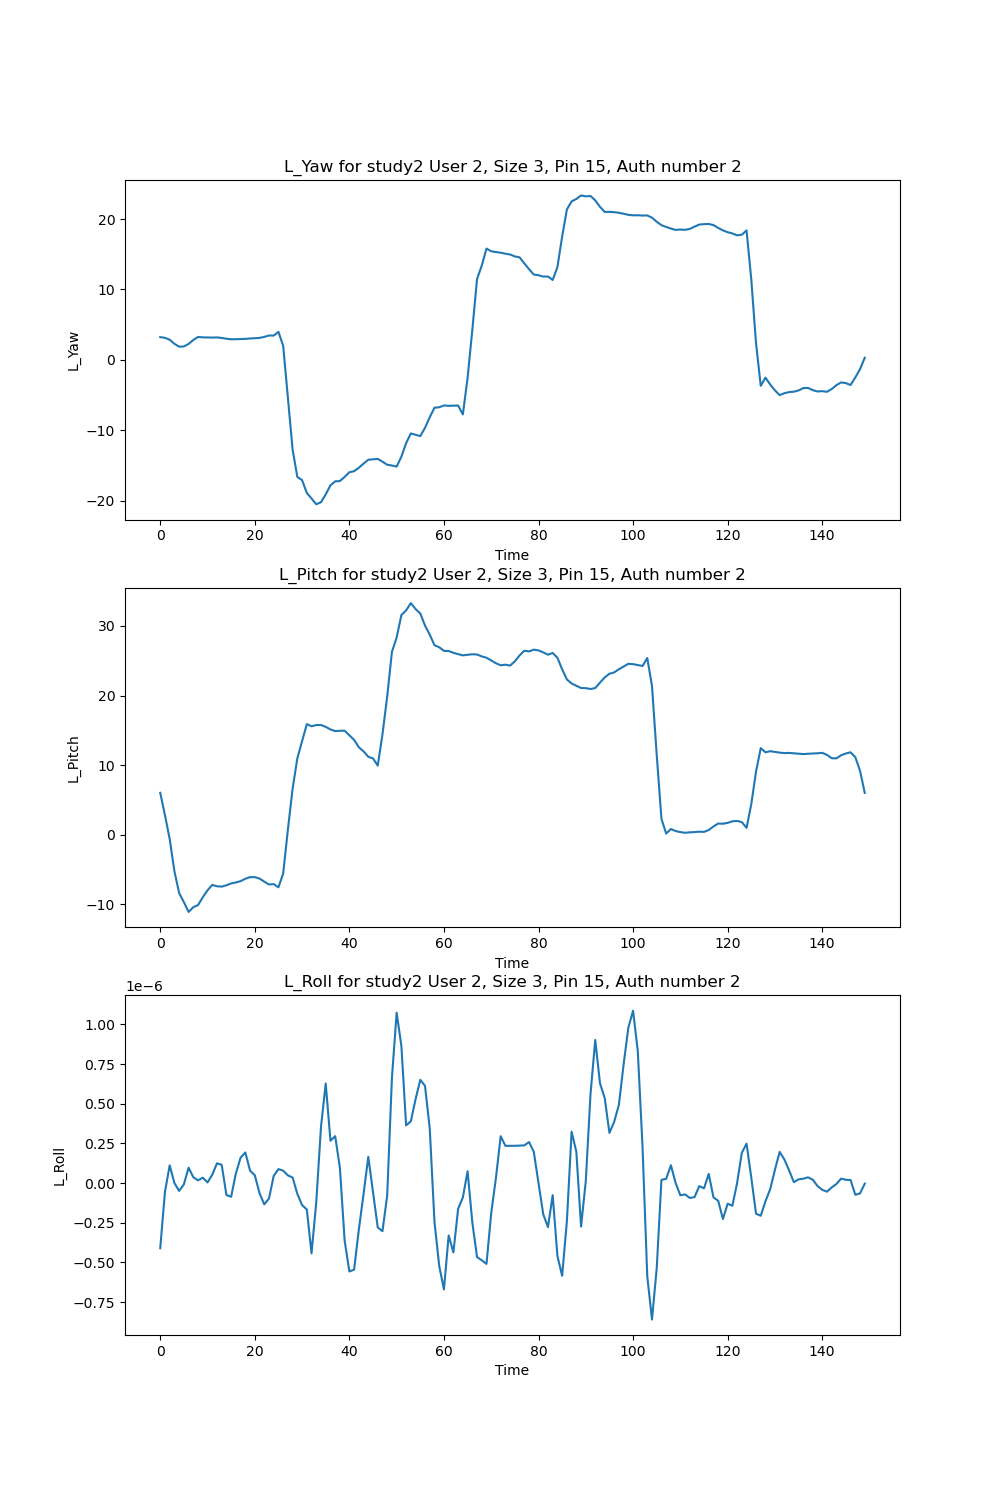 L_Yaw for study2 User 2, Size 3, Pin 15, Auth number 2
20
10
0
−10
−20
L_Yaw
0 20 40 60 80 100 120 140
Time
L_Pitch for study2 User 2, Size 3, Pin 15, Auth number 2
30
20
10
0
−10
L_Pitch
0 20 40 60 80 100 120 140
Time
L_Roll for study2 User 2, Size 3, Pin 15, Auth number 2
1e−6
1.00
0.75
0.50
0.25
0.00
−0.25
−0.50
−0.75
L_Roll
0 20 40 60 80 100 120 140
Time